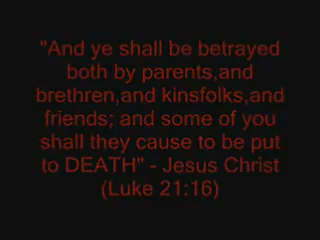 "And ye shall be betrayed
both by parents,and
brethren,and kinsfolks,and
friends; and some of you
shall they cause to be put
to DEATH" - Jesus Christ
(Luke 21:16)